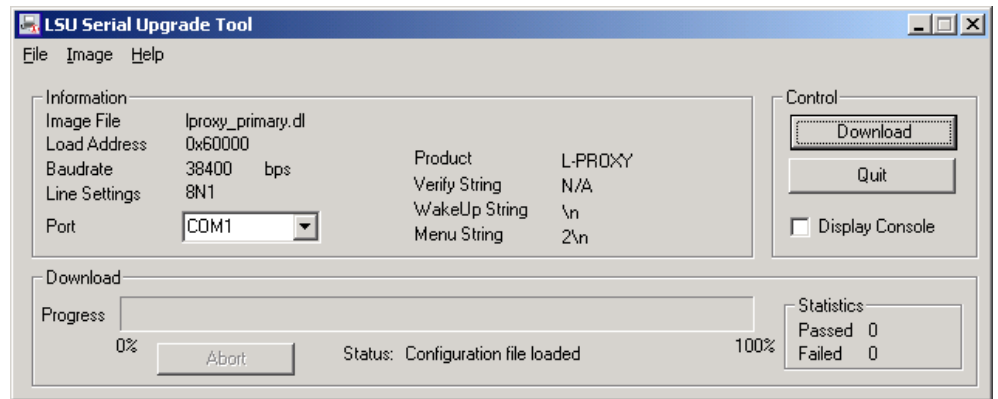 LSU Serial Upgrade Tool
File Image Help
Information
Image File lproxy_primary.dl
Load Address 0x60000
Baudrate 38400 bps
Line Settings 8N1
Port COM1
Product L-PROXY
Verify String N/A
WakeUp String \n
Menu String 2\n
Control
Download
Quit
Display Console
Download
Progress
0%
100%
Abort
Status: Configuration file loaded
Statistics
Passed 0
Failed 0